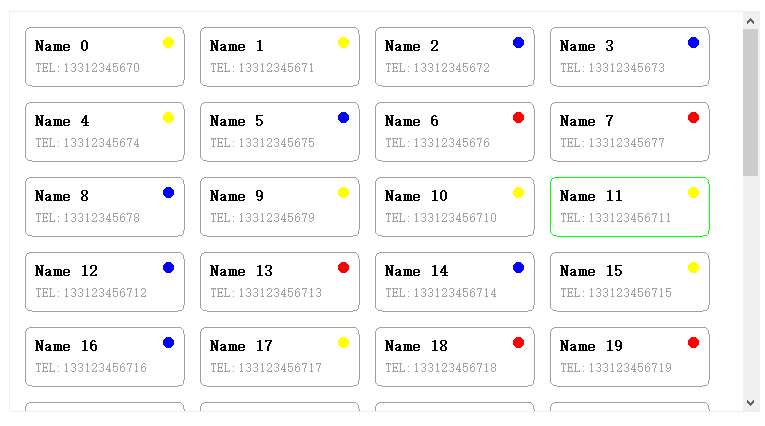 Name 0
TEL:13312345670
Name 1
TEL:13312345671
Name 2
TEL:13312345672
Name 3
TEL:13312345673
Name 4
TEL:13312345674
Name 5
TEL:13312345675
Name 6
TEL:13312345676
Name 7
TEL:13312345677
Name 8
TEL:13312345678
Name 9
TEL:13312345679
Name 10
TEL:133123456710
Name 11
TEL:133123456711
Name 12
TEL:133123456712
Name 13
TEL:133123456713
Name 14
TEL:133123456714
Name 15
TEL:133123456715
Name 16
TEL:133123456716
Name 17
TEL:133123456717
Name 18
TEL:133123456718
Name 19
TEL:133123456719